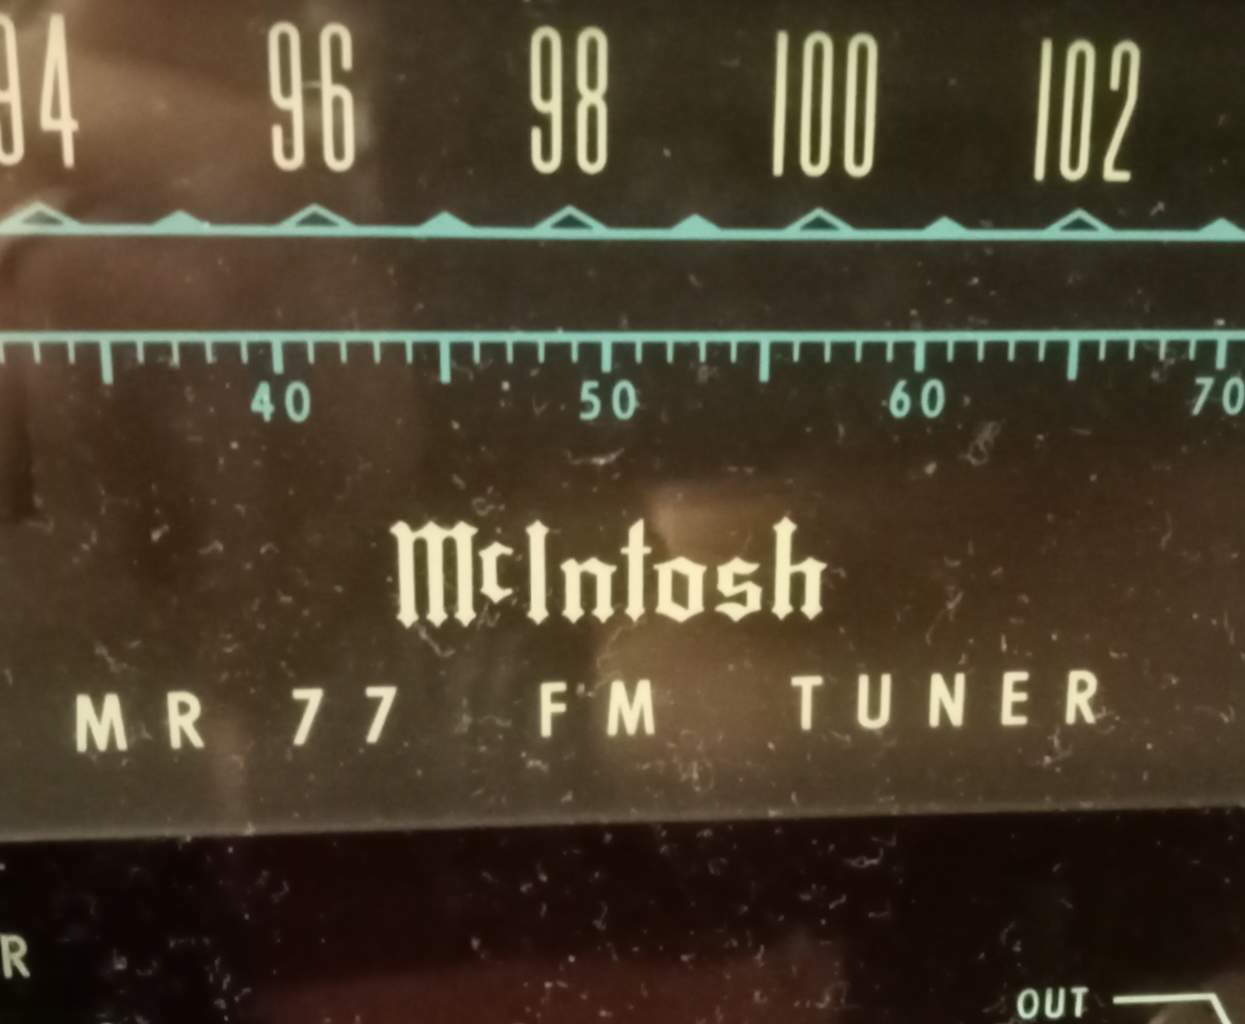 94 96 98 100 102
40 50 60 70
McIntosh
MR 77 FM TUNER
R
OUT